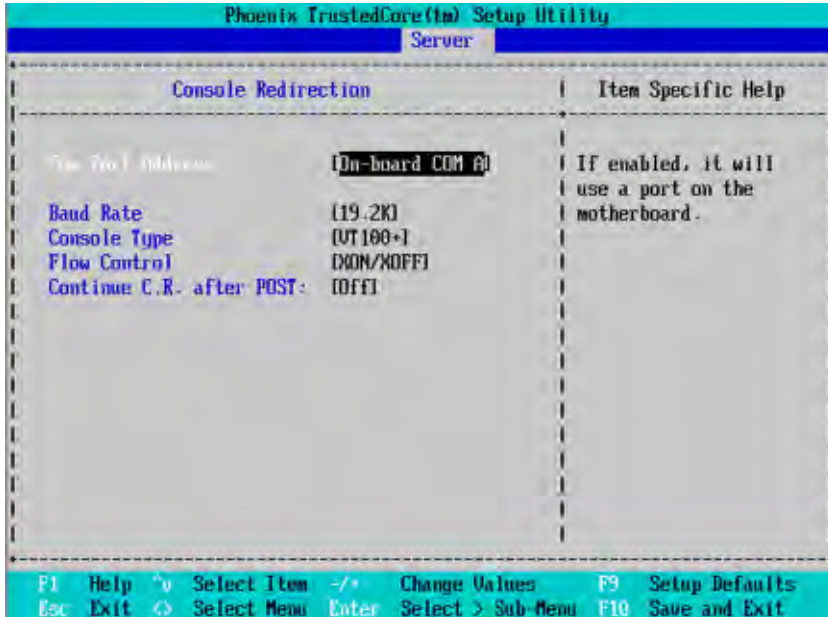 Phoenix TrustedCore(tm) Setup Utility
Server
Console Redirection
Item Specific Help
Com Port Address [On-board COM A]
If enabled, it will
use a port on the
motherboard.
Baud Rate [19.2K]
Console Type [VT100+]
Flow Control [XON/XOFF]
Continue C.R. after POST: [Off]
F1 Help ^v Select Item -/+ Change Values F9 Setup Defaults
Esc Exit <> Select Menu Enter Select > Sub-Menu F10 Save and Exit